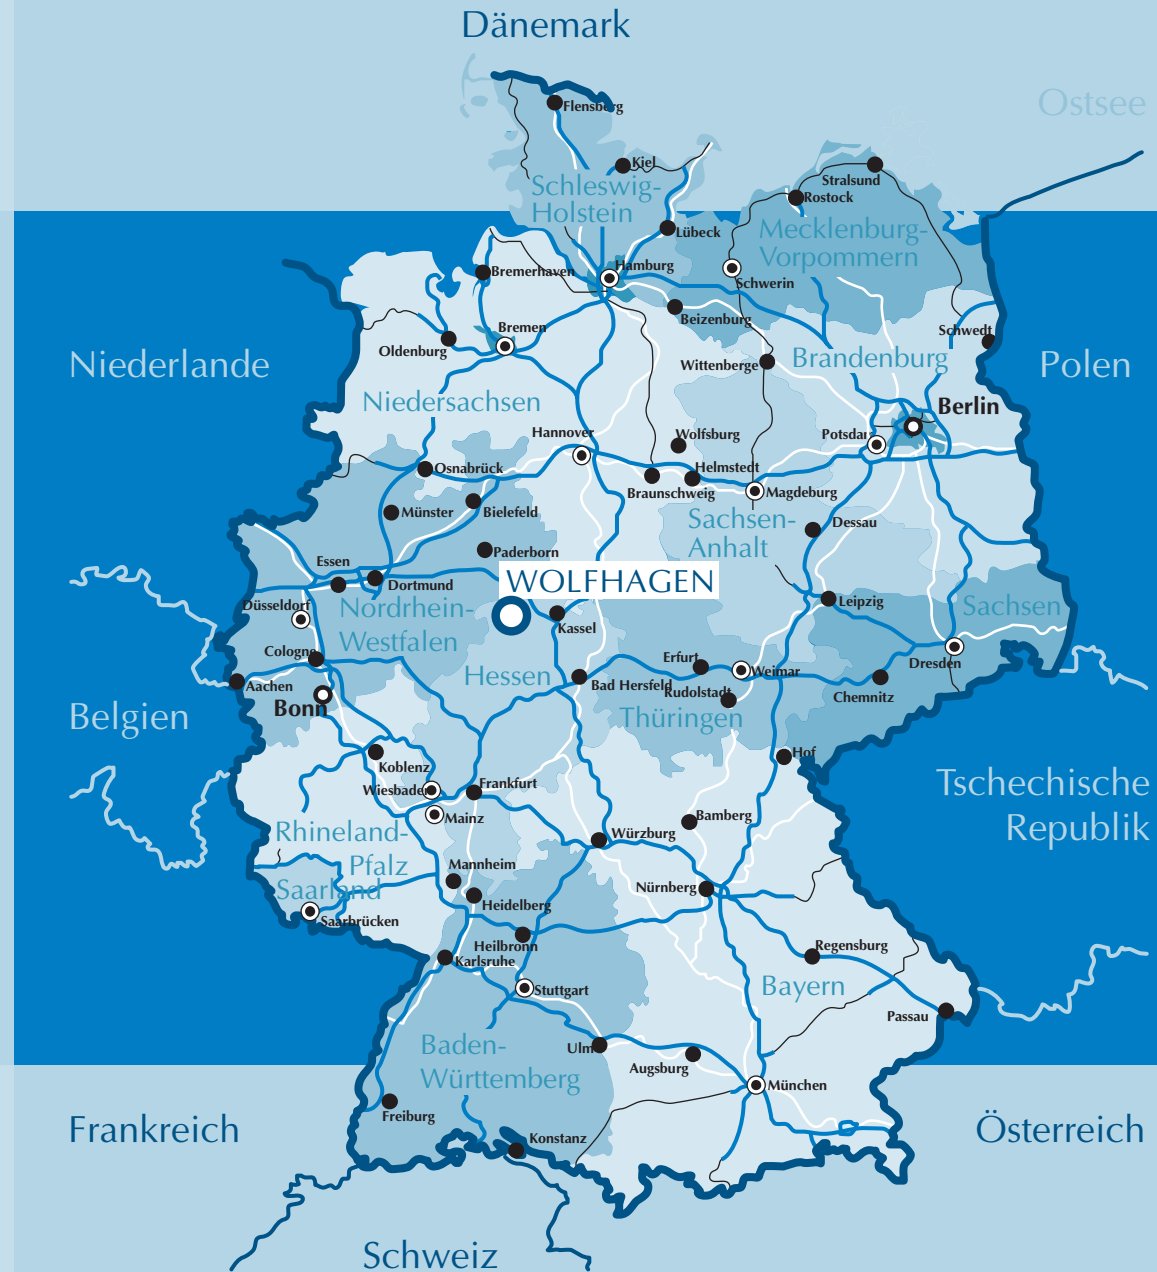 Dänemark
Ostsee
Flensberg
Kiel
Stralsund
Rostock
Schleswig-
Holstein
Lübeck
Mecklenburg-
Vorpommern
Bremerhaven
Hamburg
Schwerin
Beizenburg
Bremen
Oldenburg
Schwedt
Niederlande
Wittenberge
Brandenburg
Polen
Niedersachsen
Berlin
Hannover
Wolfsburg
Potsda
Osnabrück
Helmstedt
Braunschweig
Magdeburg
Münster
Bielefeld
Sachsen-
Anhalt
Dessau
Paderborn
Essen
Dortmund
WOLFHAGEN
Düsseldorf
Nordrhein-
Westfalen
Kassel
Leipzig
Sachsen
Cologne
Hessen
Erfurt
Weimar
Dresden
Aachen
Bad Hersfeld
Rudolstadt
Chemnitz
Bonn
Belgien
Thüringen
Hof
Koblenz
Tschechische
Republik
Wiesbaden
Frankfurt
Mainz
Bamberg
Rhineland-
Pfalz
Würzburg
Mannheim
Saarland
Nürnberg
Heidelberg
Saarbrücken
Heilbronn
Karlsruhe
Regensburg
Stuttgart
Bayern
Passau
Baden-
Württemberg
Ulm
Augsburg
München
Freiburg
Frankreich
Konstanz
Österreich
Schweiz